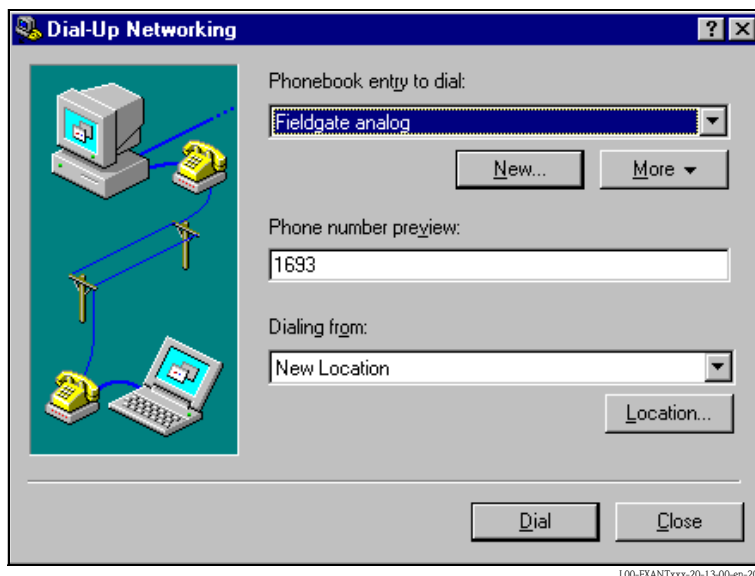 Dial-Up Networking
Phonebook entry to dial:
Fieldgate analog
New... More
Phone number preview:
1693
Dialing from:
New Location
Location...
Dial Close